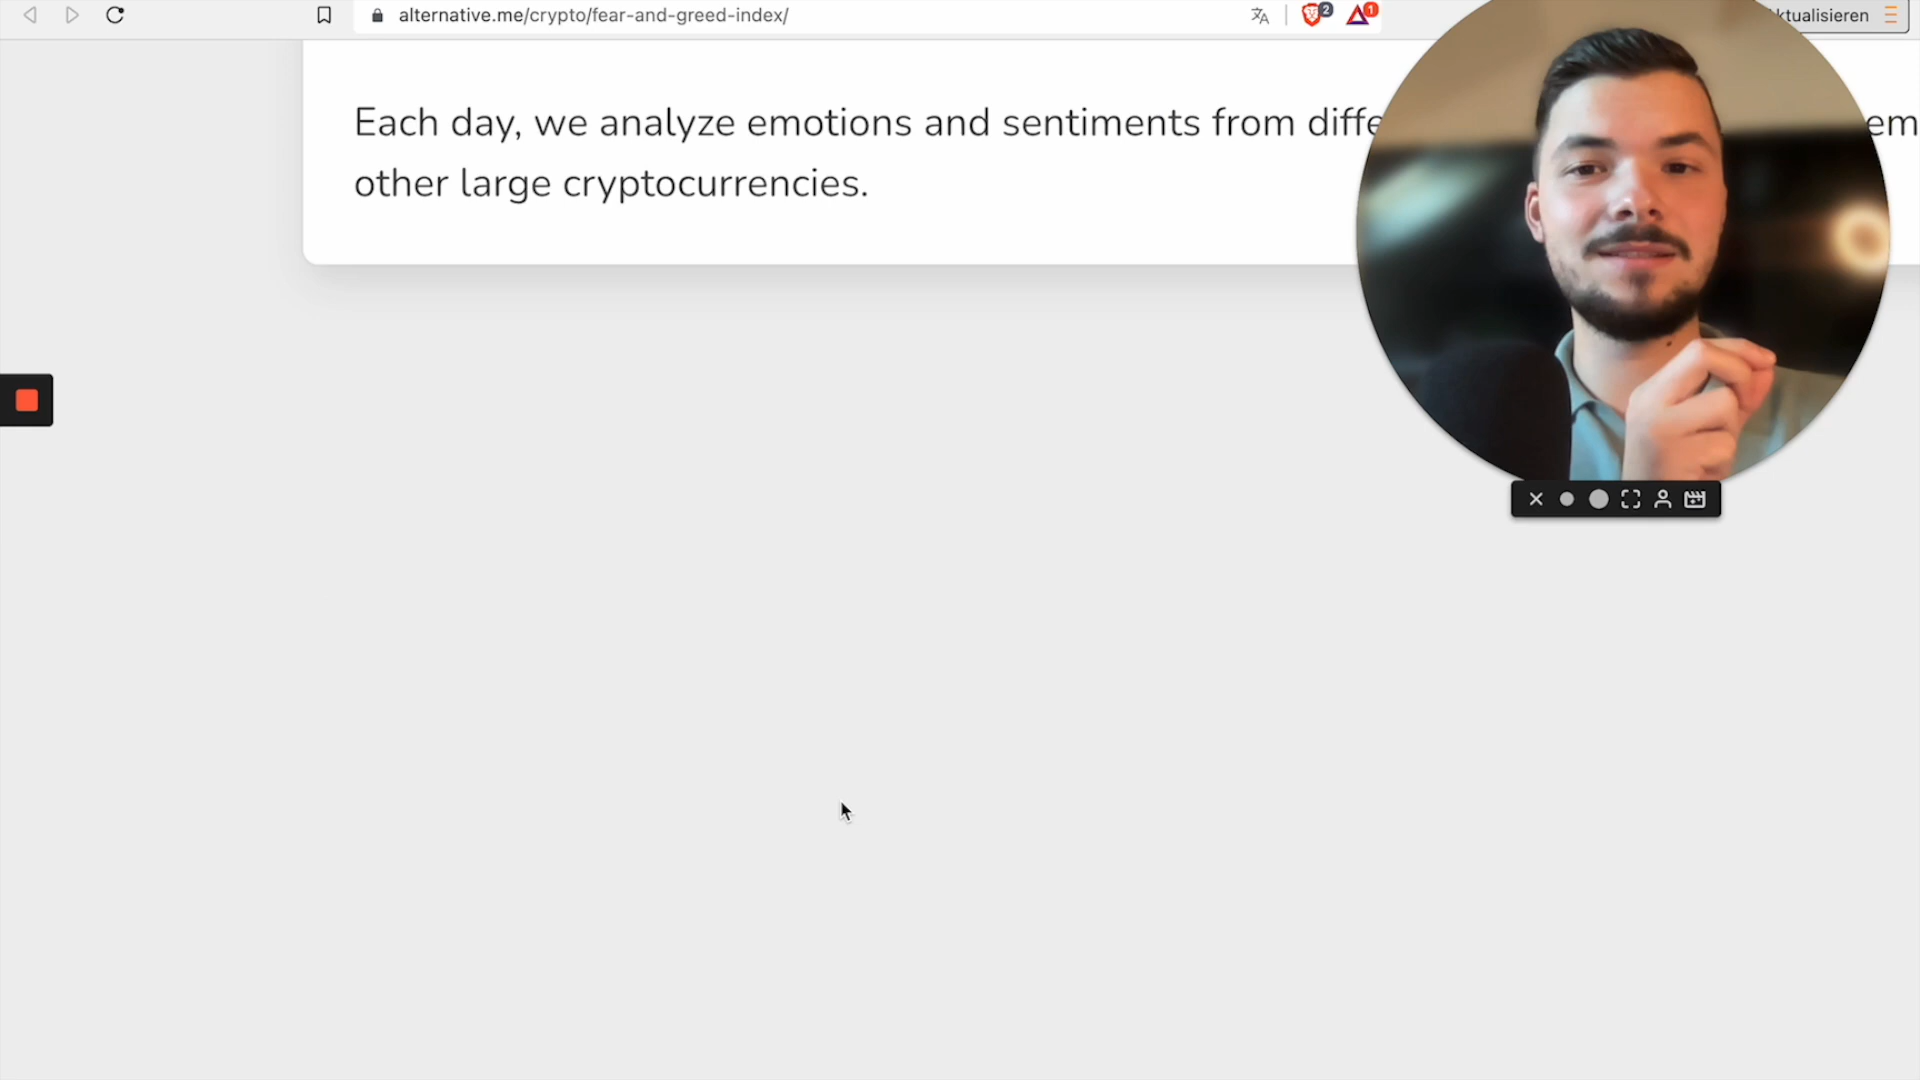 alternative.me/crypto/fear-and-greed-index/
2
1
ktualisieren
Each day, we analyze emotions and sentiments from diffe
em
other large cryptocurrencies.